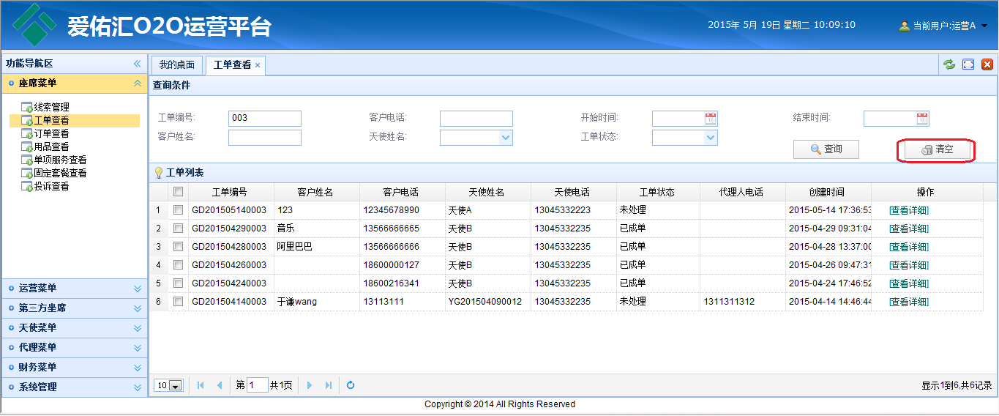 爱佑汇O2O运营平台
2015年 5月 19日 星期二 10:09:10
当前用户:运营A
功能导航区
座席菜单
线索管理
工单查看
订单查看
用品查看
单项服务查看
固定套餐查看
投诉查看
运营菜单
第三方坐席
天使菜单
代理菜单
财务菜单
系统管理
我的桌面 工单查看
查询条件
工单编号: 003 客户电话: 开始时间: 结束时间:
客户姓名: 天使姓名: 工单状态:
查询 清空
工单列表
工单编号 客户姓名 客户电话 天使姓名 天使电话 工单状态 代理人电话 创建时间 操作
1 GD201505140003 123 12345678990 天使A 13045332223 未处理 2015-05-14 17:36:53 [查看详细]
2 GD201504290003 音乐 13566666665 天使B 13045332235 已成单 2015-04-29 09:31:04 [查看详细]
3 GD201504280003 阿里巴巴 13566666666 天使B 13045332235 已成单 2015-04-28 13:37:00 [查看详细]
4 GD201504260003 18600000127 天使B 13045332235 已成单 2015-04-26 09:47:31 [查看详细]
5 GD201504240003 18600216341 天使B 13045332235 已成单 2015-04-24 17:46:52 [查看详细]
6 GD201504140003 于谦wang 13113111 YG201504090012 13045332235 未处理 1311311312 2015-04-14 14:46:44 [查看详细]
10 第 1 共1页 显示1到6,共6记录
Copyright © 2014 All Rights Reserved